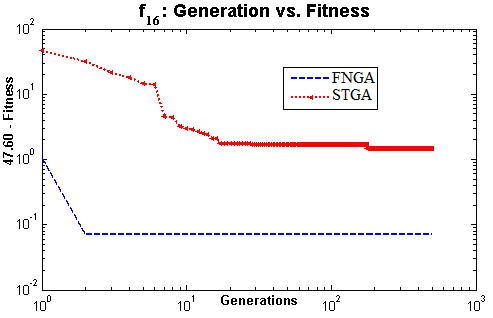 f16: Generation vs. Fitness
47.60 - Fitness
10^2
10^1
10^0
10^-1
10^-2
FNGA
STGA
10^0
10^1
10^2
10^3
Generations